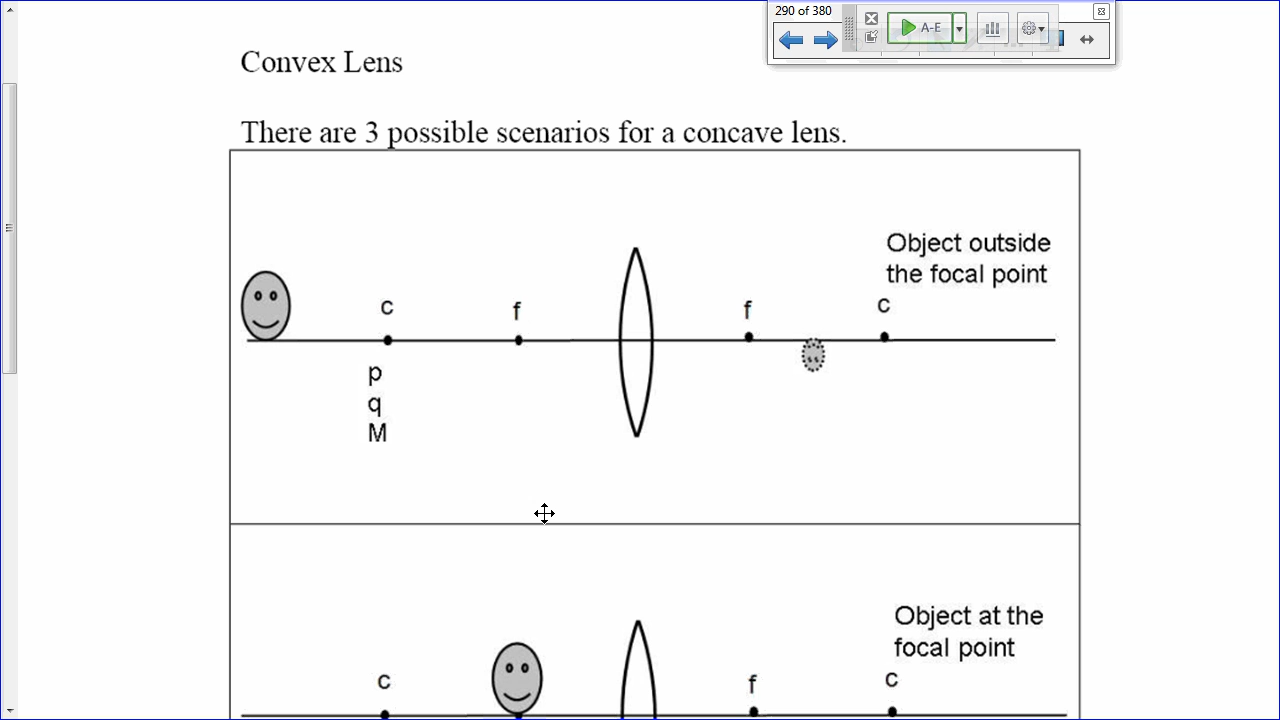 290 of 380
A-E
Convex Lens
There are 3 possible scenarios for a concave lens.
Object outside
the focal point
c
f
f
c
p
q
M
Object at the
focal point
c
f
c